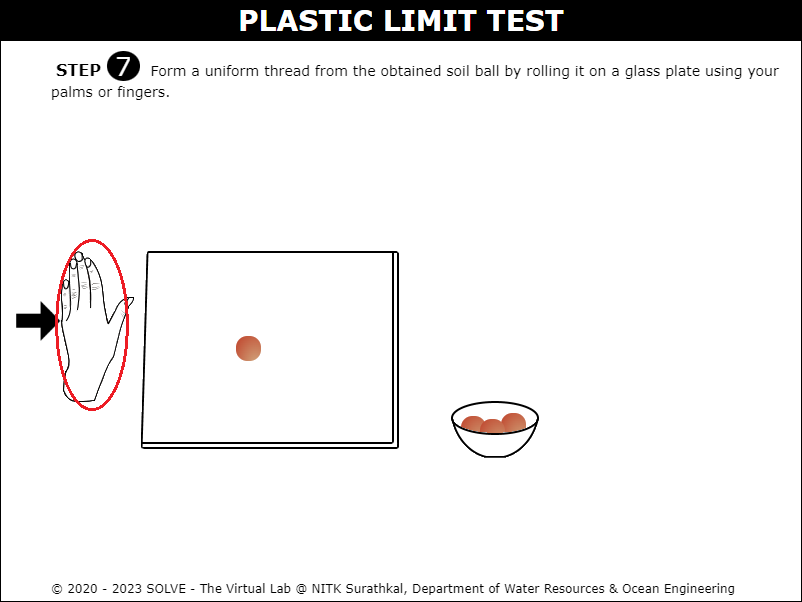 PLASTIC LIMIT TEST
STEP 7 Form a uniform thread from the obtained soil ball by rolling it on a glass plate using your
palms or fingers.
© 2020 - 2023 SOLVE - The Virtual Lab @ NITK Surathkal, Department of Water Resources & Ocean Engineering